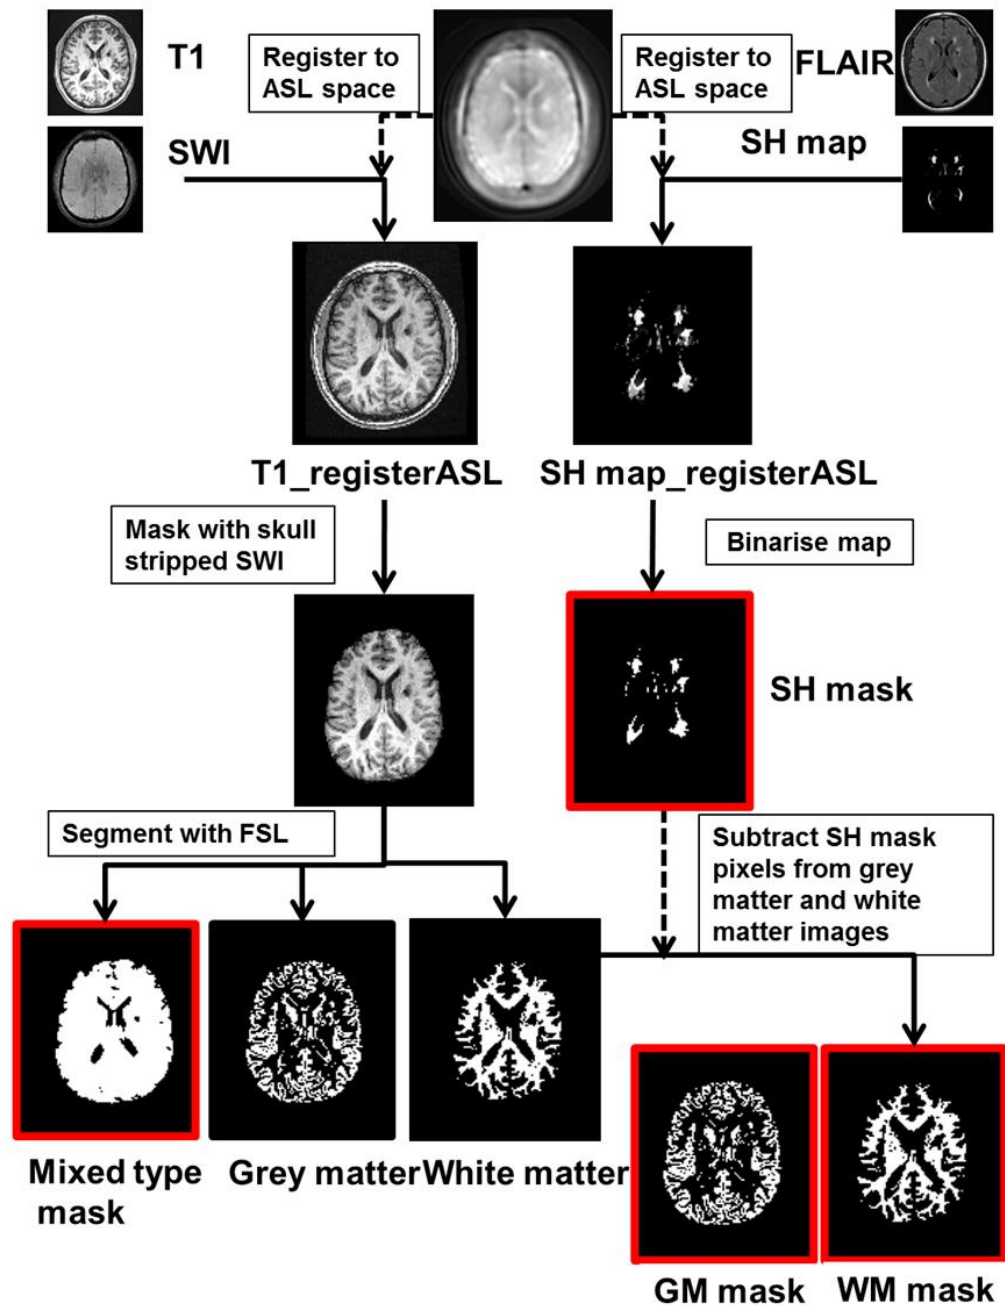 T1
Register to
ASL space
Register to
ASL space
FLAIR
SWI
SH map
T1_registerASL
SH map_registerASL
Mask with skull
stripped SWI
Binarise map
SH mask
Segment with FSL
Subtract SH mask
pixels from grey
matter and white
matter images
Mixed type
mask
Grey matter
White matter
GM mask
WM mask